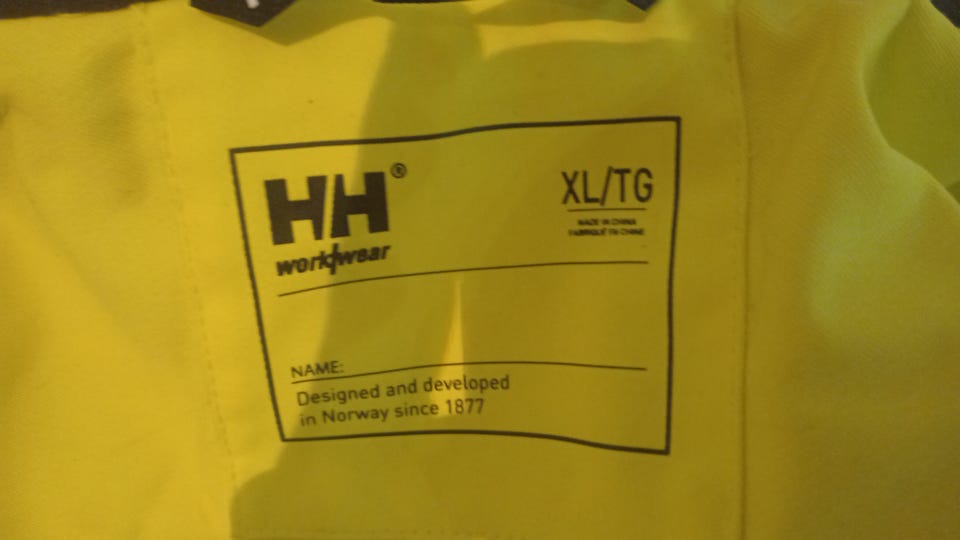 HH®
XL/TG
MADE IN CHINA
FABRIQUÉ EN CHINE
workwear
NAME:
Designed and developed
in Norway since 1877